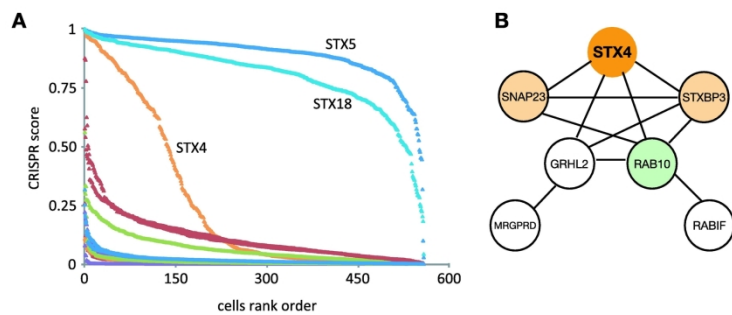 A
1
0.75
0.50
0.25
0
CRISPR score
0
150
300
450
600
cells rank order
STX5
STX18
STX4
B
STX4
SNAP23
STXBP3
GRHL2
RAB10
MRGPRD
RABIF